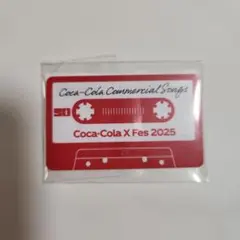 Coca-Cola Commercial Songs
Coca-Cola X Fes 2025